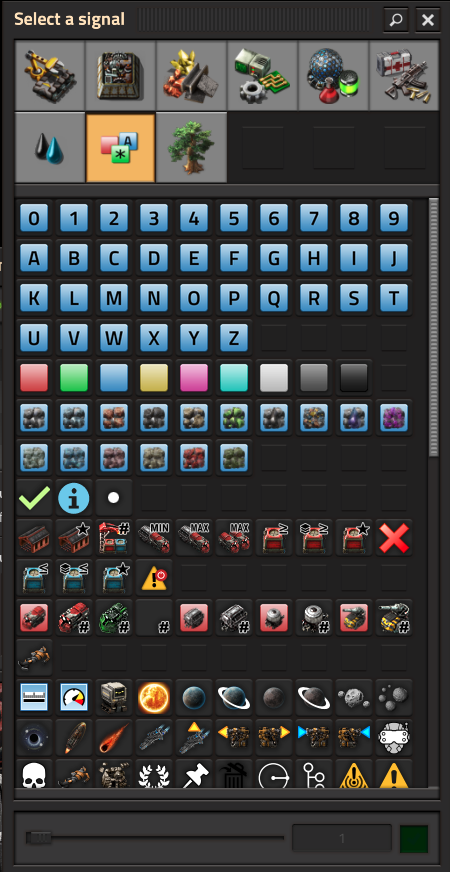 Select a signal
A
*
0 1 2 3 4 5 6 7 8 9
A B C D E F G H I J
K L M N O P Q R S T
U V W X Y Z
i
# MIN MAX MAX ≥ ≥
≤ ≤
# # # # # #
1